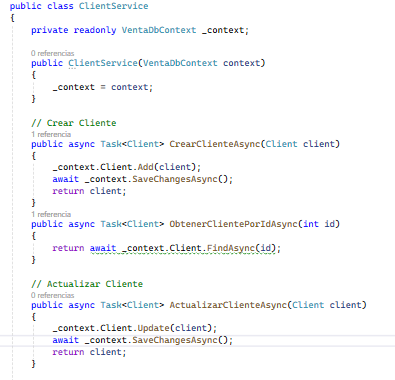 public class ClientService
{
private readonly VentaDbContext _context;
0 referencias
public ClientService(VentaDbContext context)
{
_context = context;
}
// Crear Cliente
1 referencia
public async Task<Client> CrearClienteAsync(Client client)
{
_context.Client.Add(client);
await _context.SaveChangesAsync();
return client;
}
1 referencia
public async Task<Client> ObtenerClientePorIdAsync(int id)
{
return await _context.Client.FindAsync(id);
}
// Actualizar Cliente
0 referencias
public async Task<Client> ActualizarClienteAsync(Client client)
{
_context.Client.Update(client);
await _context.SaveChangesAsync();
return client;
}